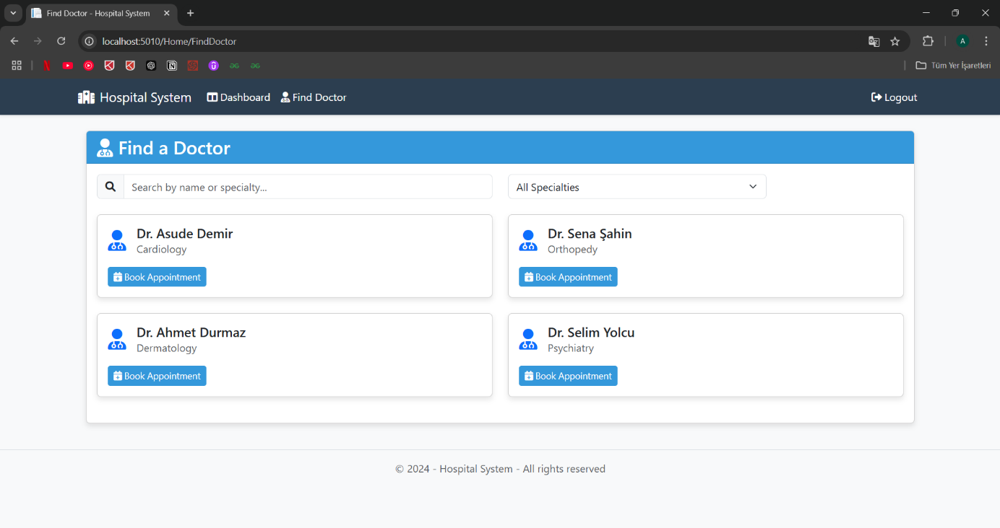 Find Doctor - Hospital System
localhost:5010/Home/FindDoctor
A
Tüm Yer İşaretleri
Hospital System Dashboard Find Doctor Logout
Find a Doctor
Search by name or specialty...
All Specialties
Dr. Asude Demir
Cardiology
Book Appointment
Dr. Sena Şahin
Orthopedy
Book Appointment
Dr. Ahmet Durmaz
Dermatology
Book Appointment
Dr. Selim Yolcu
Psychiatry
Book Appointment
© 2024 - Hospital System - All rights reserved